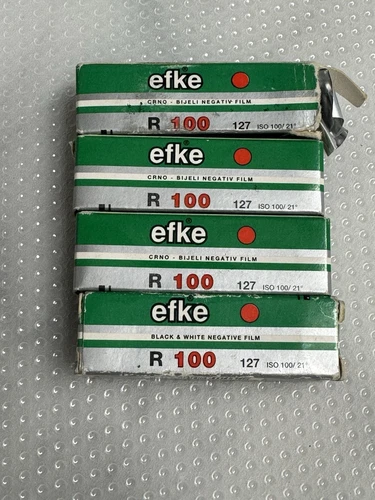 efke
CRNO - BIJELI NEGATIV FILM
R 100 127 ISO 100/ 21°
efke
CRNO - BIJELI NEGATIV FILM
R 100 127 ISO 100/ 21°
efke
CRNO - BIJELI NEGATIV FILM
R 100 127 ISO 100/ 21°
efke
BLACK & WHITE NEGATIVE FILM
R 100 127 ISO 100/ 21°